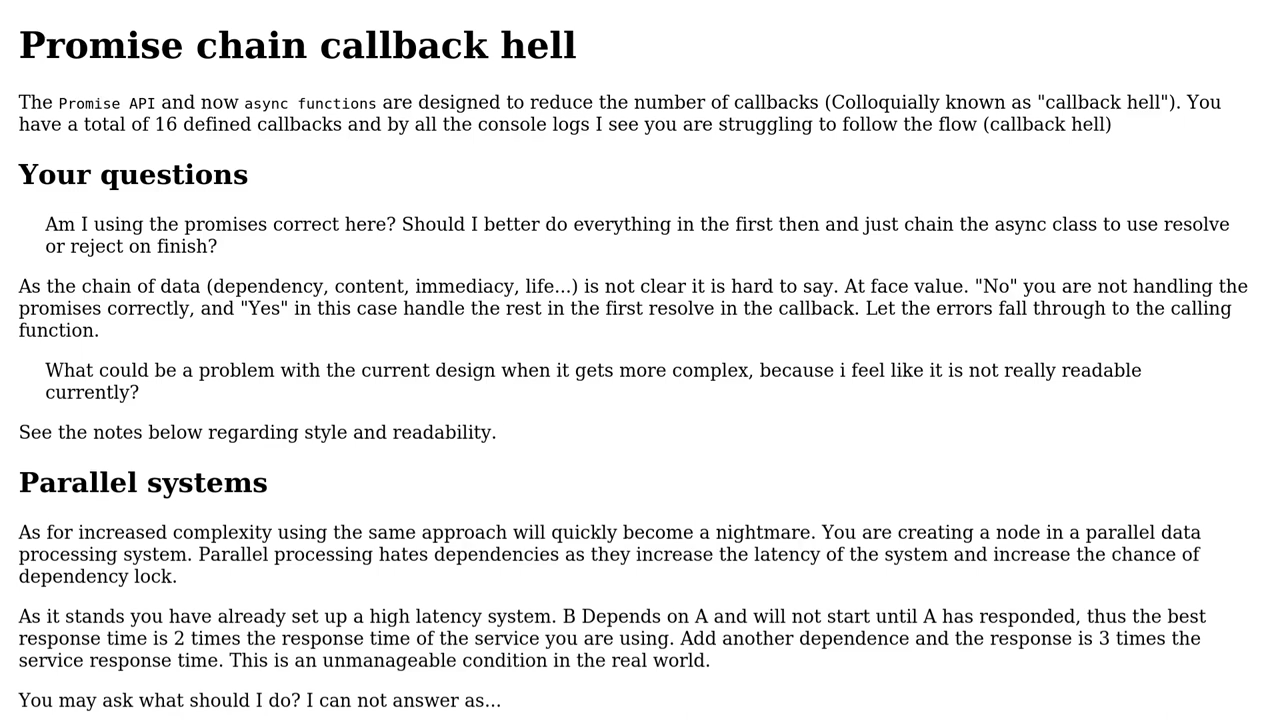 Promise chain callback hell
The Promise API and now async functions are designed to reduce the number of callbacks (Colloquially known as "callback hell"). You
have a total of 16 defined callbacks and by all the console logs I see you are struggling to follow the flow (callback hell)
Your questions
Am I using the promises correct here? Should I better do everything in the first then and just chain the async class to use resolve
or reject on finish?
As the chain of data (dependency, content, immediacy, life...) is not clear it is hard to say. At face value. "No" you are not handling the
promises correctly, and "Yes" in this case handle the rest in the first resolve in the callback. Let the errors fall through to the calling
function.
What could be a problem with the current design when it gets more complex, because i feel like it is not really readable
currently?
See the notes below regarding style and readability.
Parallel systems
As for increased complexity using the same approach will quickly become a nightmare. You are creating a node in a parallel data
processing system. Parallel processing hates dependencies as they increase the latency of the system and increase the chance of
dependency lock.
As it stands you have already set up a high latency system. B Depends on A and will not start until A has responded, thus the best
response time is 2 times the response time of the service you are using. Add another dependence and the response is 3 times the
service response time. This is an unmanageable condition in the real world.
You may ask what should I do? I can not answer as...